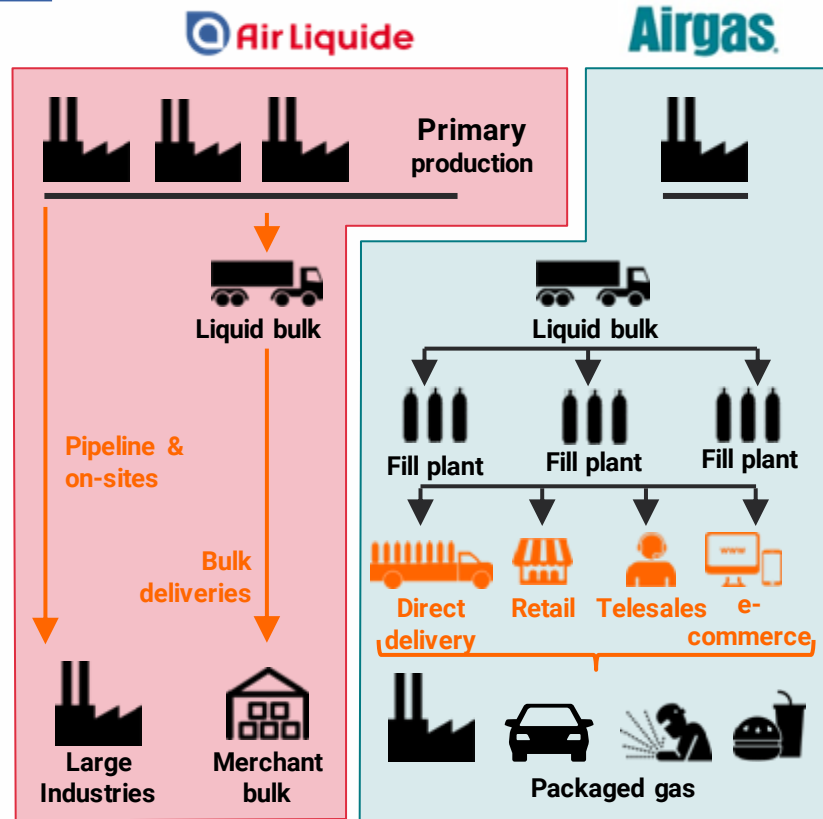 Air Liquide
Airgas
Primary
production
Liquid bulk
Liquid bulk
Fill plant
Fill plant
Fill plant
Pipeline &
on-sites
Bulk
deliveries
www
Direct
delivery
Retail
Telesales
e-
commerce
Large
Industries
Merchant
bulk
Packaged gas